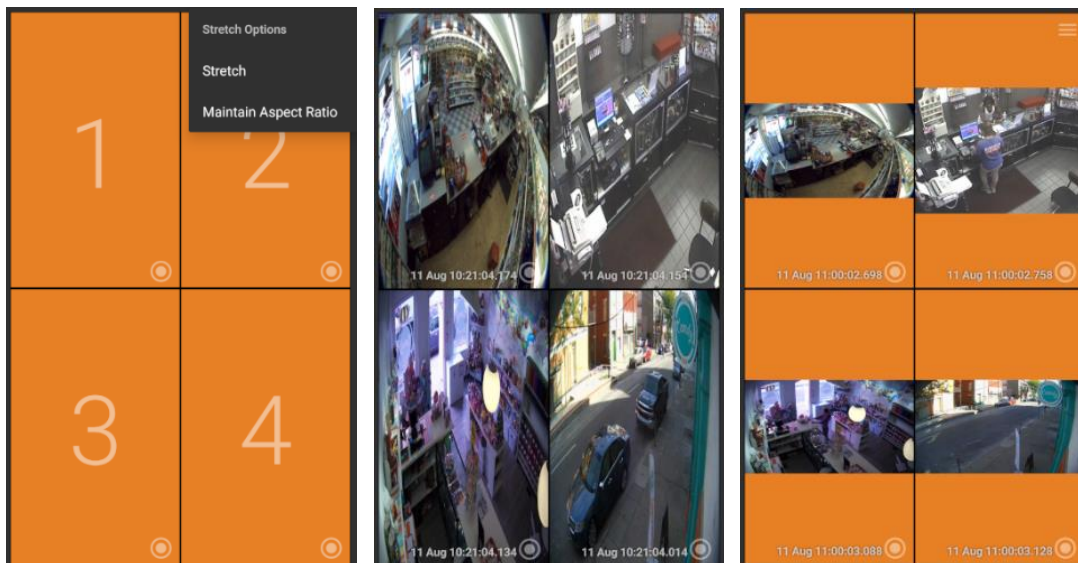 Stretch Options
Stretch
Maintain Aspect Ratio
1
2
3
4
11 Aug 10:21:04.174
11 Aug 10:21:04.154
11 Aug 10:21:04.134
11 Aug 10:21:04.014
11 Aug 11:00:02.698
11 Aug 11:00:02.758
11 Aug 11:00:03.088
11 Aug 11:00:03.128